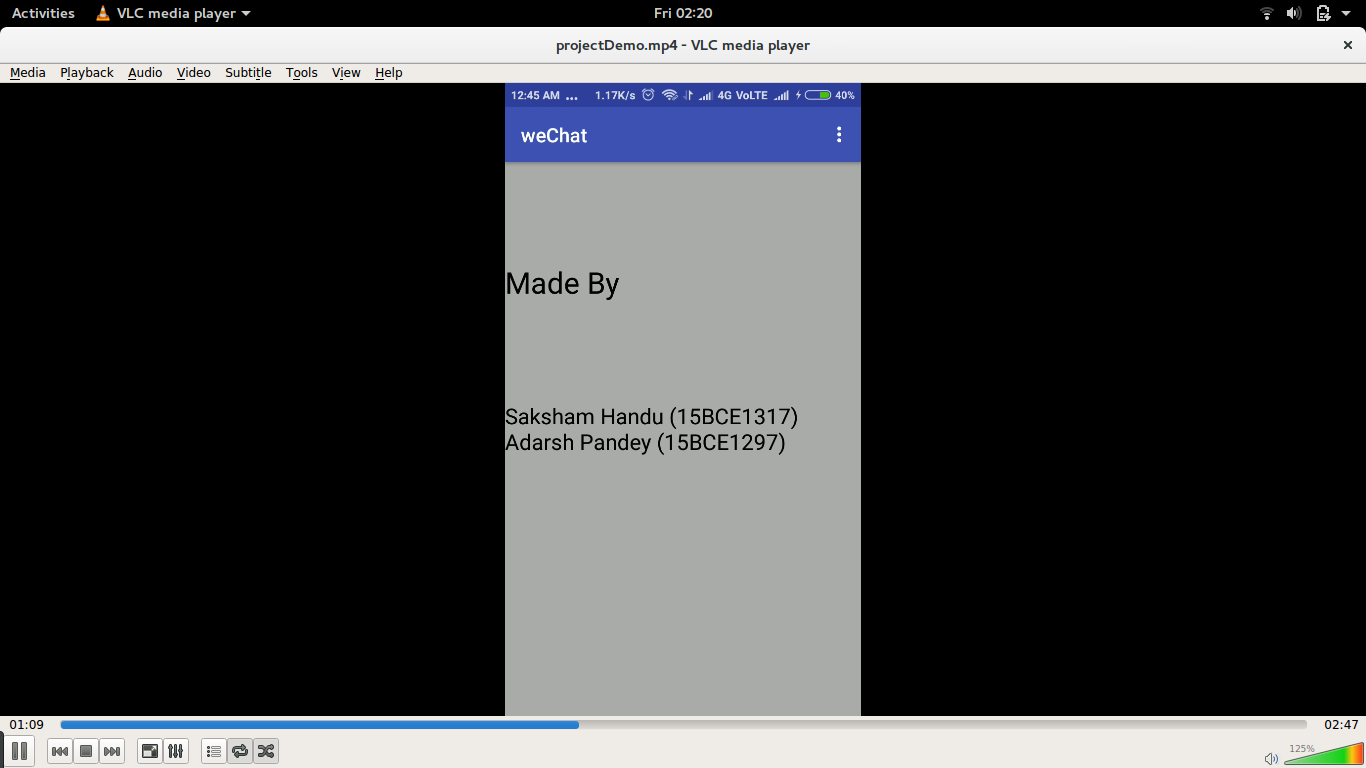 Activities VLC media player Fri 02:20
projectDemo.mp4 - VLC media player ×
Media Playback Audio Video Subtitle Tools View Help
12:45 AM ... 1.17K/s 4G VoLTE 40%
weChat
Made By
Saksham Handu (15BCE1317)
Adarsh Pandey (15BCE1297)
01:09 02:47
125%